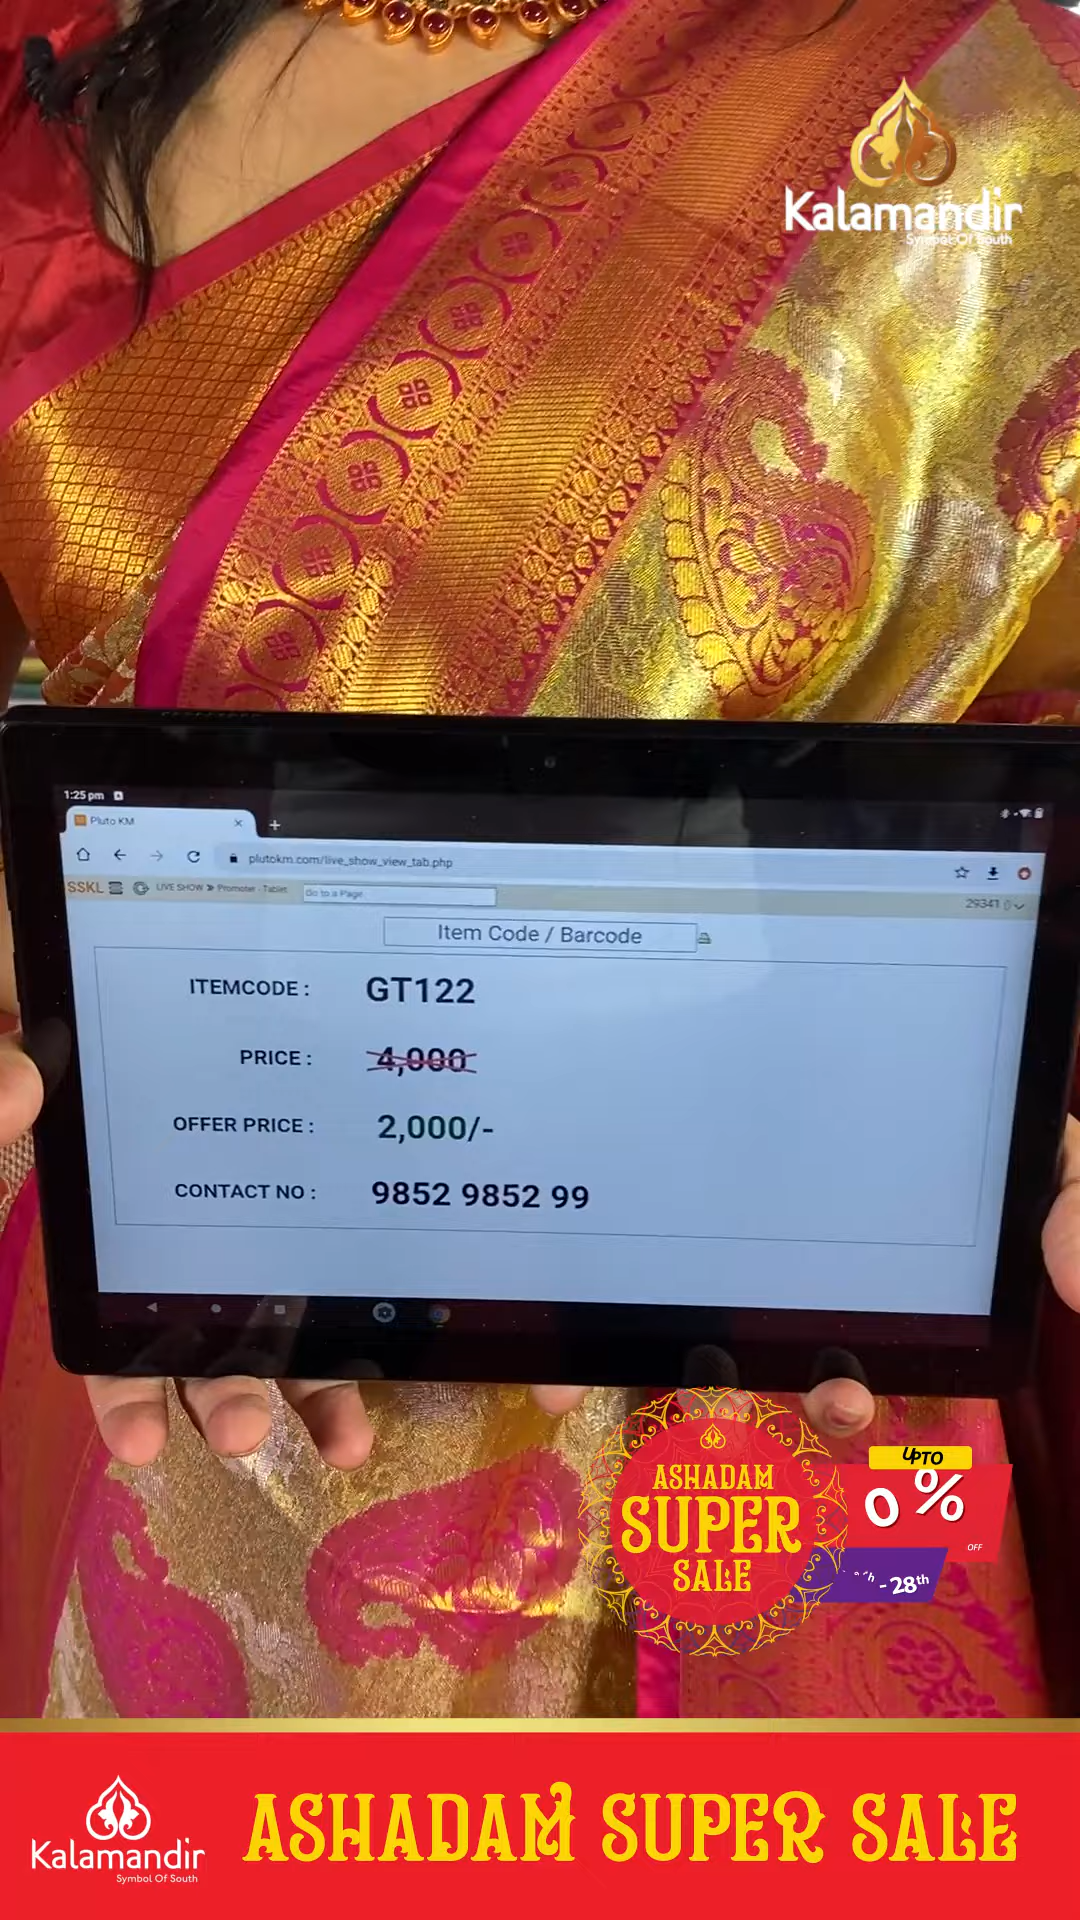 Kalamandir
Symbol Of South
1:25 pm
Pluto KM
plutokm.com/live_show_view_tab.php
SSKL
LIVE SHOW » Promoter - Tablet
Go to a Page
29341
Item Code / Barcode
ITEMCODE : GT122
PRICE : 4,000
OFFER PRICE : 2,000/-
CONTACT NO : 9852 9852 99
ASHADAM
SUPER
SALE
UPTO
0 %
OFF
- 28th
Kalamandir
Symbol Of South
ASHADAM SUPER SALE